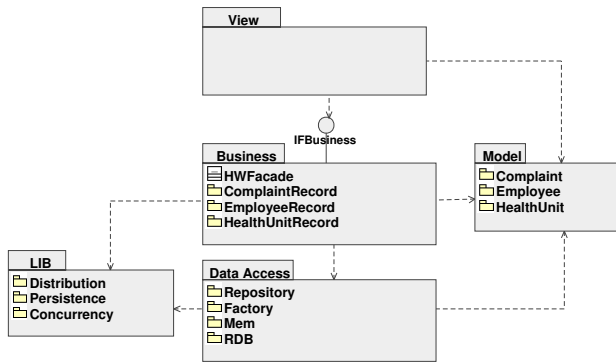 View
IFBusiness
Business
HWFacade
ComplaintRecord
EmployeeRecord
HealthUnitRecord
Model
Complaint
Employee
HealthUnit
LIB
Distribution
Persistence
Concurrency
Data Access
Repository
Factory
Mem
RDB